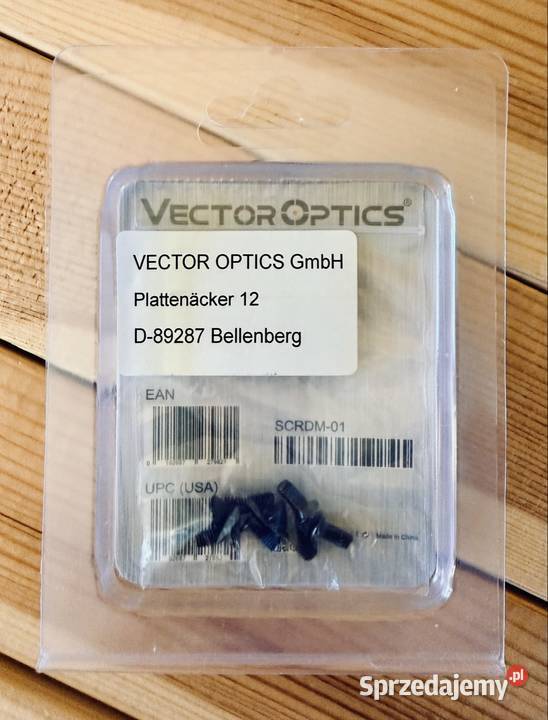 VECTOR OPTICS®
VECTOR OPTICS GmbH
Plattenäcker 12
D-89287 Bellenberg
EAN
SCRDM-01
UPC (USA)
Made in China
Sprzedajemy.pl